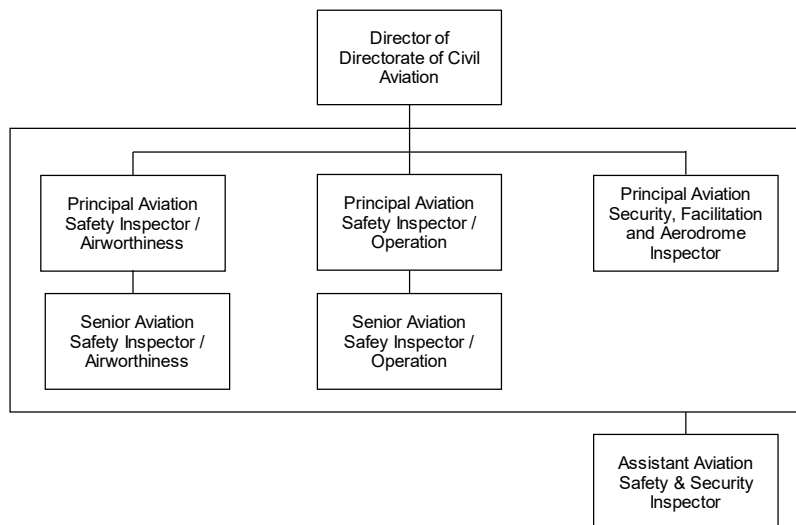 Director of
Directorate of Civil
Aviation
Principal Aviation
Safety Inspector /
Airworthiness
Principal Aviation
Safety Inspector /
Operation
Principal Aviation
Security, Facilitation
and Aerodrome
Inspector
Senior Aviation
Safety Inspector /
Airworthiness
Senior Aviation
Safey Inspector /
Operation
Assistant Aviation
Safety & Security
Inspector